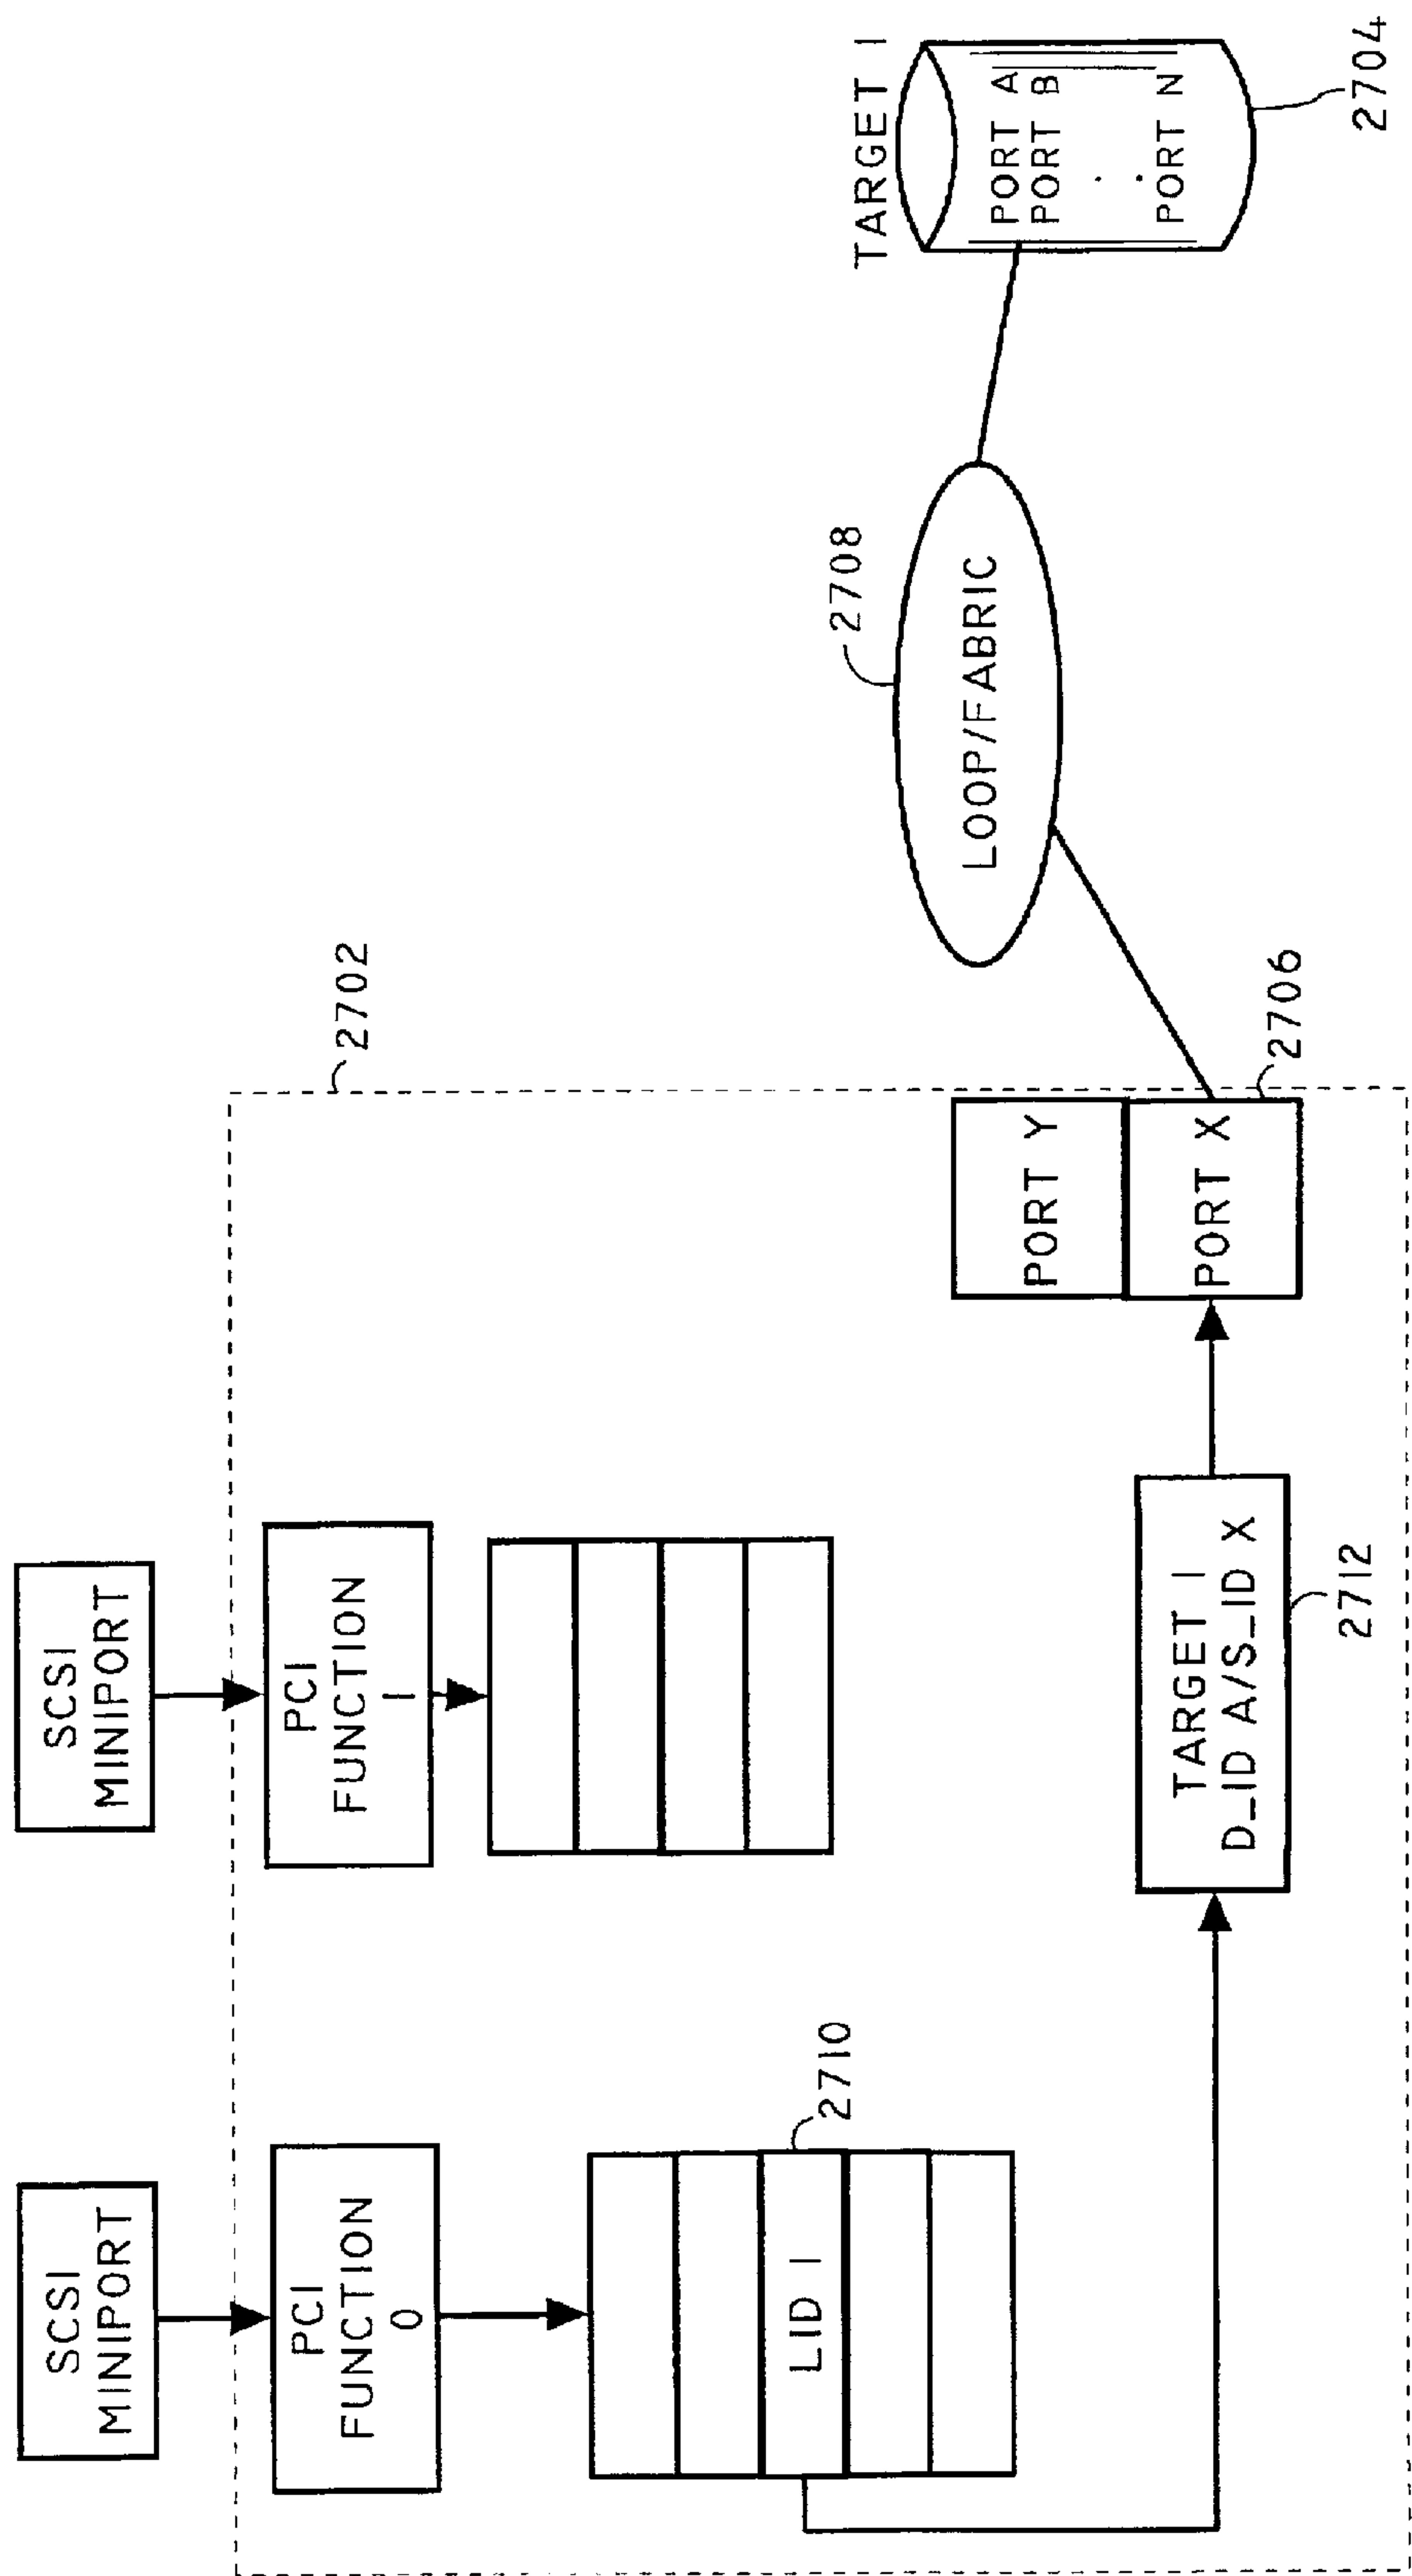 SCSI
MINIPORT
SCSI
MINIPORT
2702
PCI
FUNCTION
0
PCI
FUNCTION
1
LID 1
2710
TARGET 1
D_ID A/S_ID X
2712
PORT Y
PORT X
2706
2708
LOOP/FABRIC
TARGET 1
PORT A
PORT B
.
.
PORT N
2704